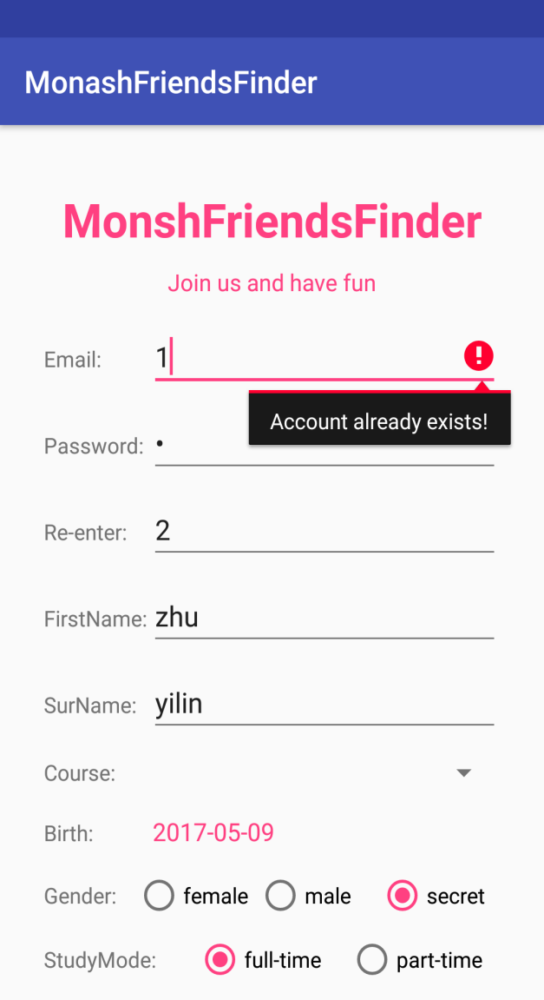 MonashFriendsFinder
MonshFriendsFinder
Join us and have fun
Email: 1
Account already exists!
Password: •
Re-enter: 2
FirstName: zhu
SurName: yilin
Course:
Birth: 2017-05-09
Gender: female male secret
StudyMode: full-time part-time